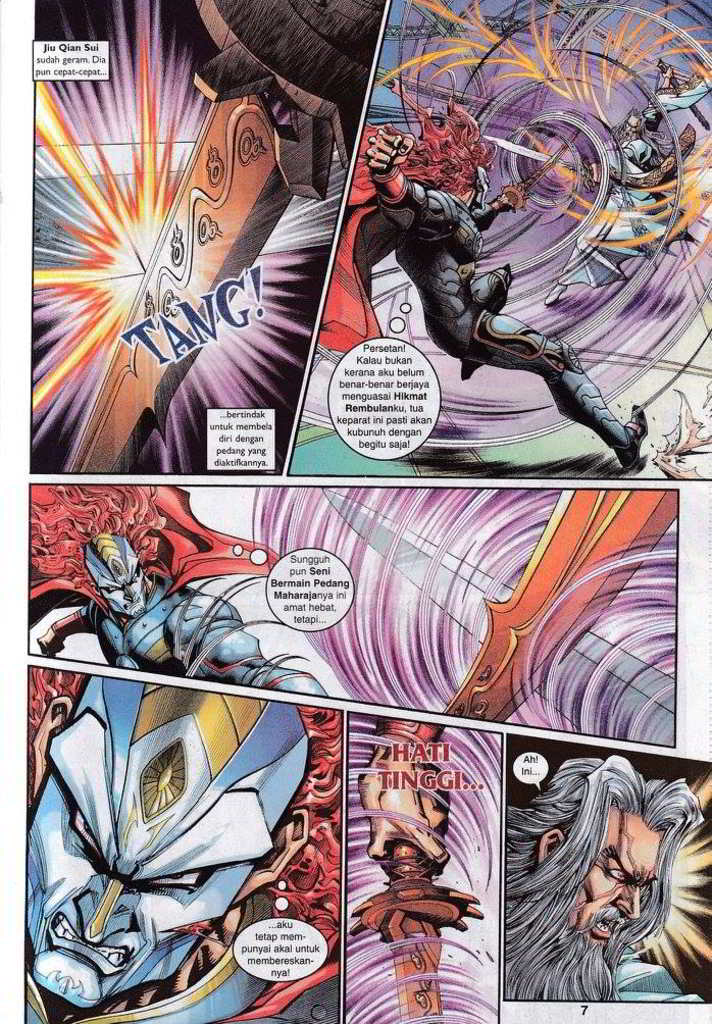 Jiu Qian Sui
sudah geram. Dia
pun cepat-cepat...
TANG!
...bertindak
untuk membela
diri dengan
pedang yang
diaktifkannya.
Persetan!
Kalau bukan
kerana aku belum
benar-benar berjaya
menguasai Hikmat
Rembulanku, tua
keparat ini pasti akan
kubunuh dengan
begitu saja!
Sungguh
pun Seni
Bermain Pedang
Maharajanya ini
amat hebat,
tetapi...
...aku
tetap mem-
punyai akal untuk
membereskan-
nya!
HATI
TINGGI...
Ah!
Ini...
7